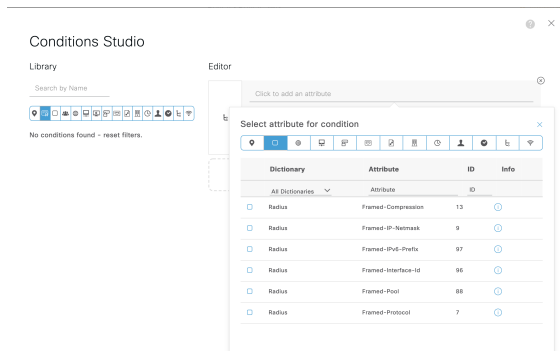 Conditions Studio
Library
Editor
Search by Name
Click to add an attribute
No conditions found - reset filters.
Select attribute for condition
Dictionary Attribute ID Info
All Dictionaries Attribute ID
Radius Framed-Compression 13
Radius Framed-IP-Netmask 9
Radius Framed-IPv6-Prefix 97
Radius Framed-Interface-Id 96
Radius Framed-Pool 88
Radius Framed-Protocol 7